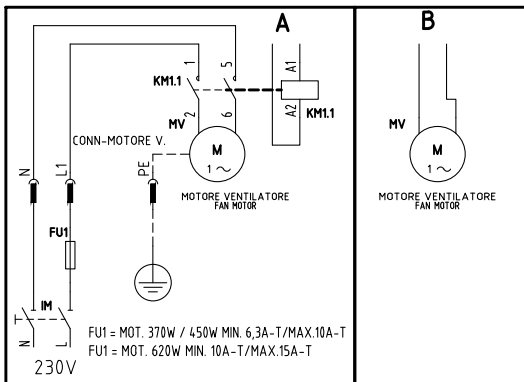 A
B
1
5
KM1.1
A1
A2
KM1.1
2
6
MV
M
1 ~
CONN-MOTORE V.
MOTORE VENTILATORE
FAN MOTOR
MV
M
1 ~
MOTORE VENTILATORE
FAN MOTOR
N
L1
PE
FU1
IM
N
L
230V
FU1 = MOT. 370W / 450W MIN. 6,3A-T/MAX.10A-T
FU1 = MOT. 620W MIN. 10A-T/MAX.15A-T